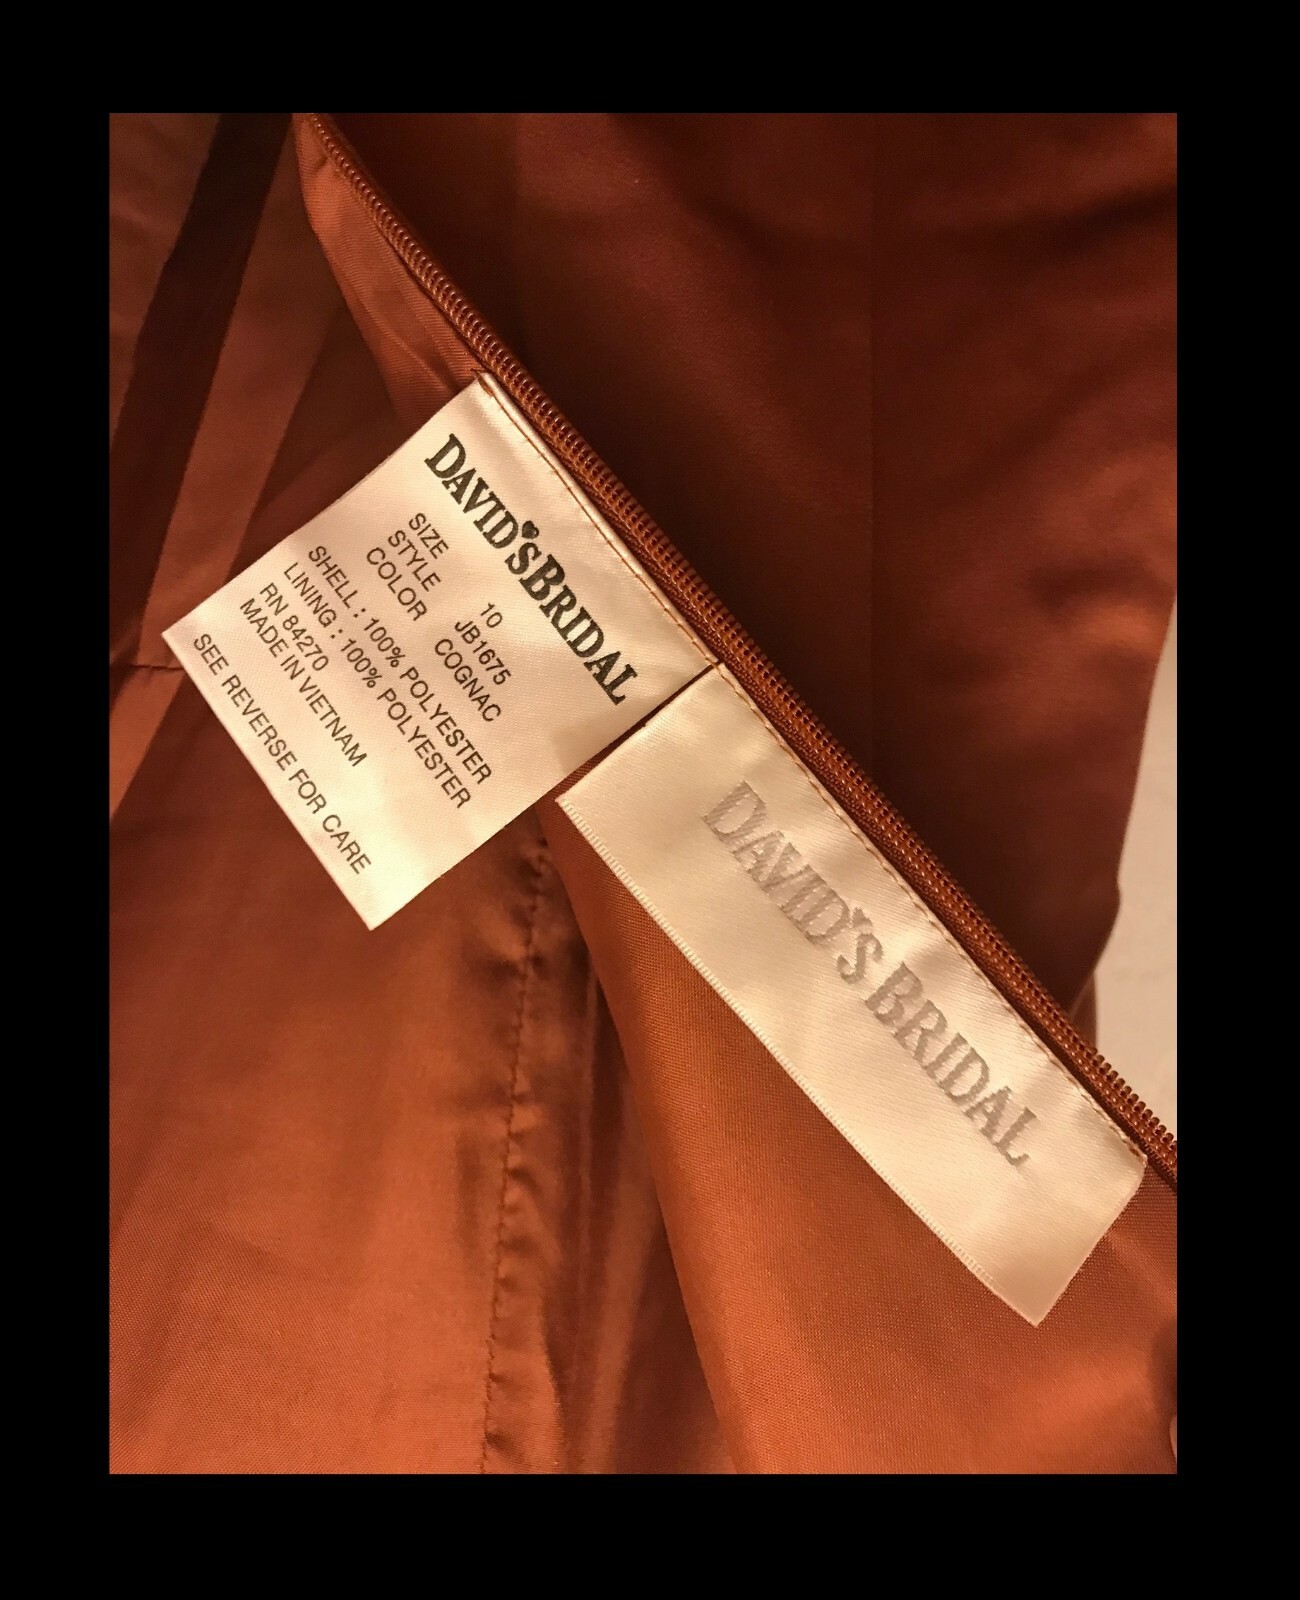 DAVID'S BRIDAL
SIZE 10
STYLE JB1675
COLOR COGNAC
SHELL : 100% POLYESTER
LINING : 100% POLYESTER
RN 84270
MADE IN VIETNAM
SEE REVERSE FOR CARE
DAVID'S BRIDAL